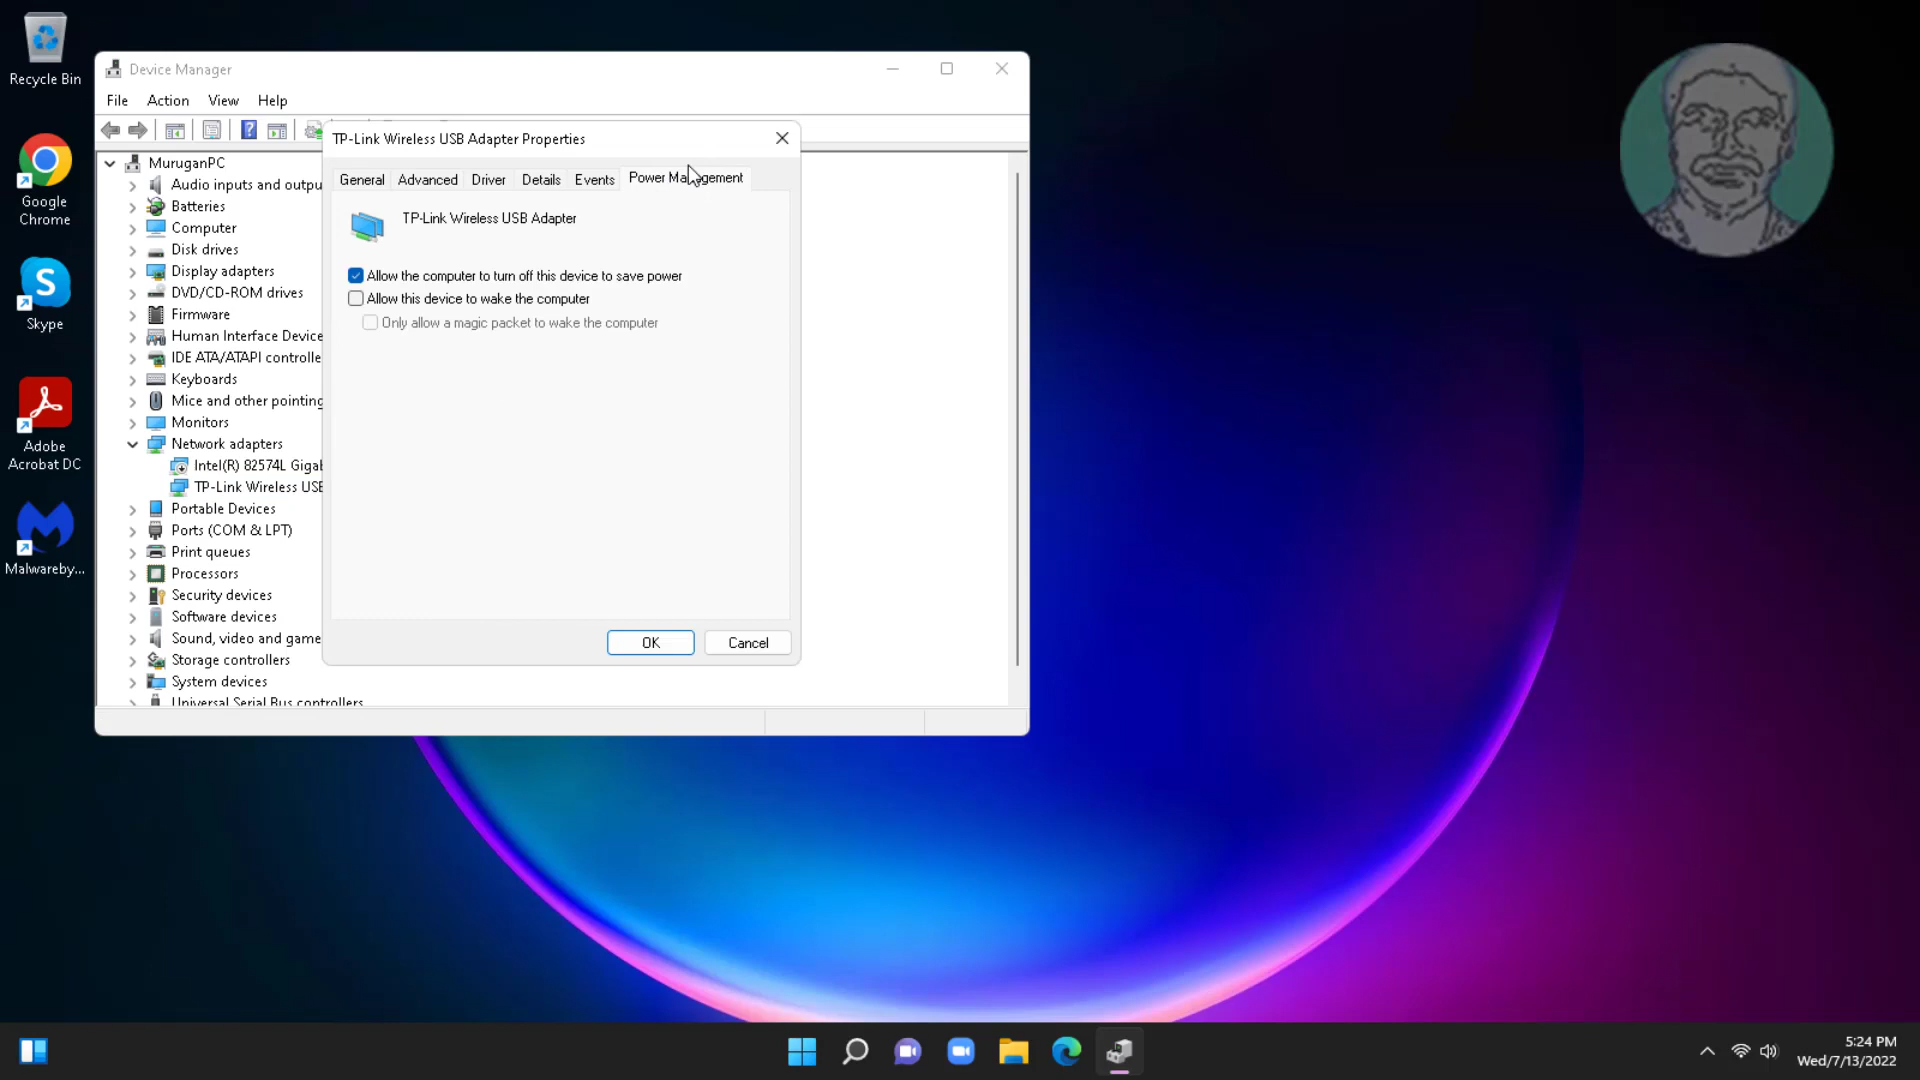 Recycle Bin
Google
Chrome
Skype
Adobe
Acrobat DC
Malwareby...
Device Manager
File Action View Help
MuruganPC
Audio inputs and outpu
Batteries
Computer
Disk drives
Display adapters
DVD/CD-ROM drives
Firmware
Human Interface Device
IDE ATA/ATAPI controlle
Keyboards
Mice and other pointing
Monitors
Network adapters
Intel(R) 82574L Gigab
TP-Link Wireless USB
Portable Devices
Ports (COM & LPT)
Print queues
Processors
Security devices
Software devices
Sound, video and game
Storage controllers
System devices
Universal Serial Bus controllers
TP-Link Wireless USB Adapter Properties
General Advanced Driver Details Events Power Management
TP-Link Wireless USB Adapter
Allow the computer to turn off this device to save power
Allow this device to wake the computer
Only allow a magic packet to wake the computer
OK Cancel
5:24 PM
Wed/7/13/2022